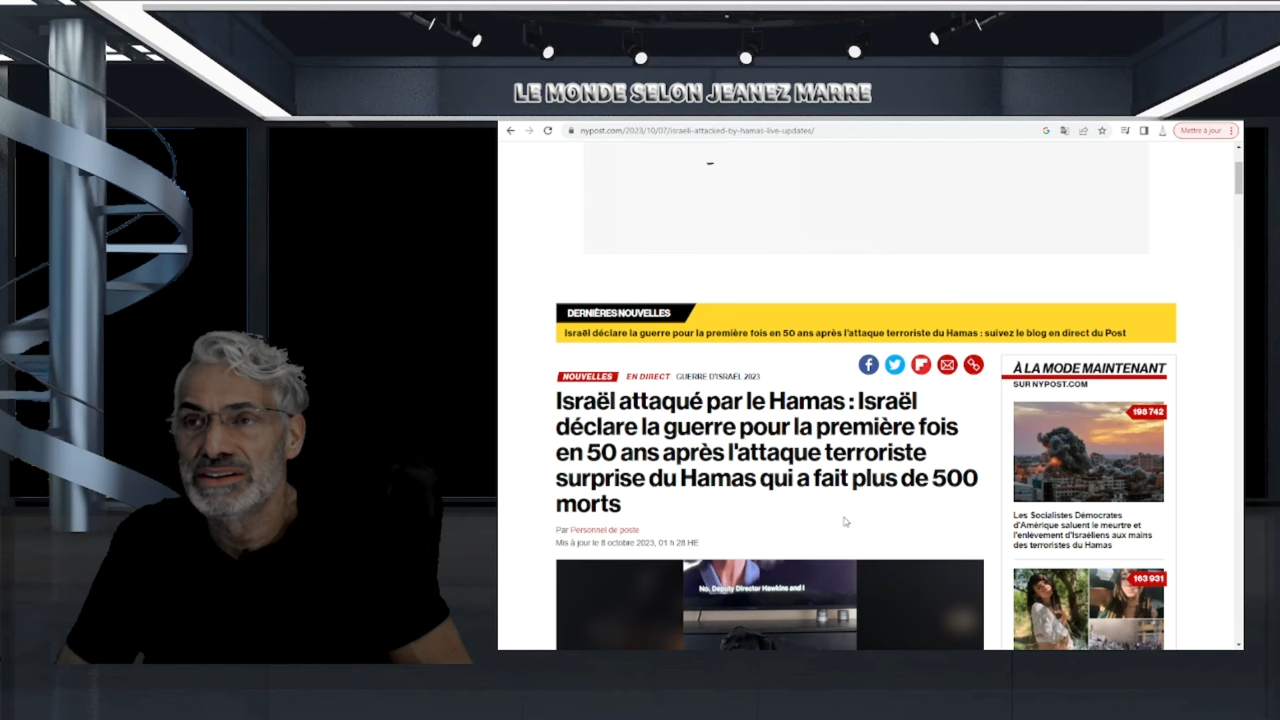 LE MONDE SELON JEANEZ MARRE
nypost.com/2023/10/07/israeli-attacked-by-hamas-live-updates/
Mettre à jour
DERNIÈRES NOUVELLES
Israël déclare la guerre pour la première fois en 50 ans après l'attaque terroriste du Hamas : suivez le blog en direct du Post
NOUVELLES EN DIRECT GUERRE D'ISRAËL 2023
Israël attaqué par le Hamas : Israël
déclare la guerre pour la première fois
en 50 ans après l'attaque terroriste
surprise du Hamas qui a fait plus de 500
morts
Par Personnel de poste
Mis à jour le 8 octobre 2023, 01 h 28 HE
No, Deputy Director Hawkins and I
À LA MODE MAINTENANT
SUR NYPOST.COM
198 742
Les Socialistes Démocrates
d'Amérique saluent le meurtre et
l'enlèvement d'Israéliens aux mains
des terroristes du Hamas
163 931